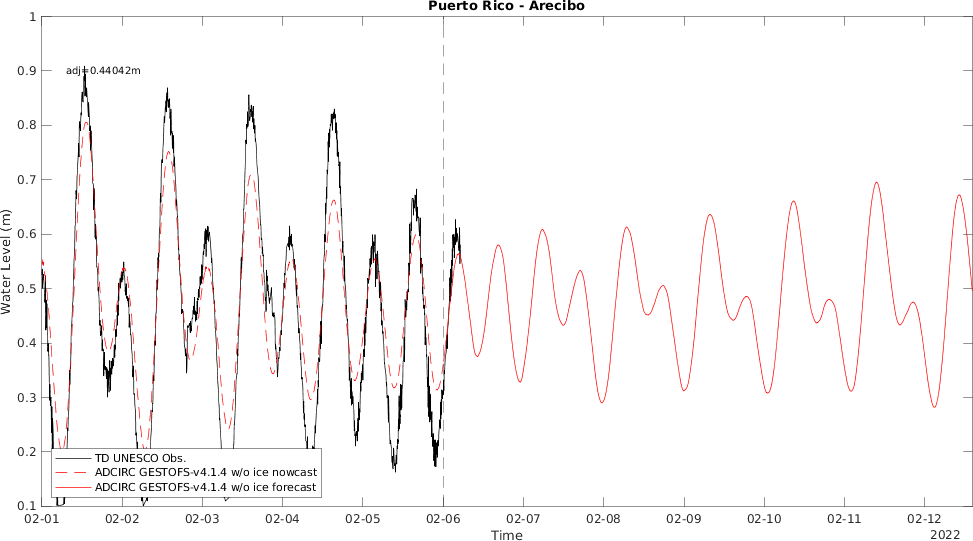 Puerto Rico - Arecibo
1
0.9
0.8
0.7
0.6
0.5
0.4
0.3
0.2
0.1
Water Level (m)
adj=0.44042m
TD UNESCO Obs.
ADCIRC GESTOFS-v4.1.4 w/o ice nowcast
ADCIRC GESTOFS-v4.1.4 w/o ice forecast
02-01 02-02 02-03 02-04 02-05 02-06 02-07 02-08 02-09 02-10 02-11 02-12
Time
2022